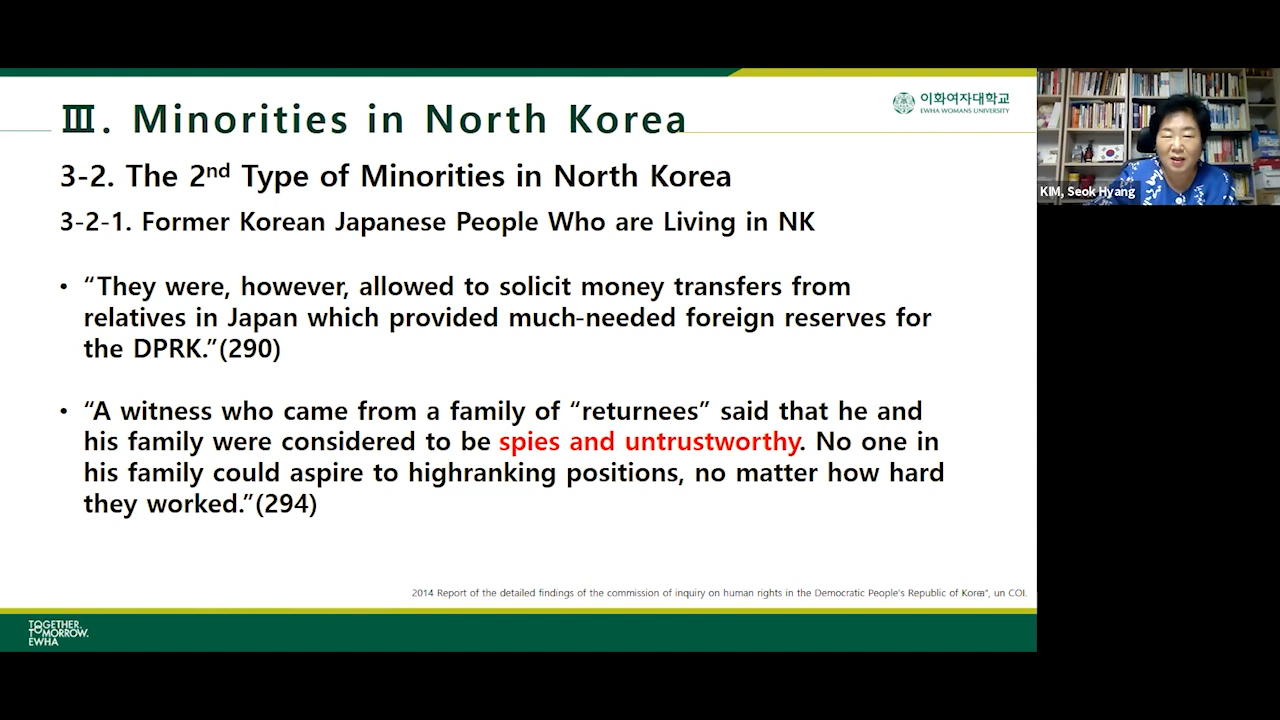 Ⅲ. Minorities in North Korea
이화여자대학교
EWHA WOMANS UNIVERSITY
3-2. The 2nd Type of Minorities in North Korea
3-2-1. Former Korean Japanese People Who are Living in NK
• “They were, however, allowed to solicit money transfers from
relatives in Japan which provided much-needed foreign reserves for
the DPRK.”(290)
• “A witness who came from a family of “returnees” said that he and
his family were considered to be spies and untrustworthy. No one in
his family could aspire to highranking positions, no matter how hard
they worked.”(294)
2014 Report of the detailed findings of the commission of inquiry on human rights in the Democratic People's Republic of Korea”, un COI.
TOGETHER.
TOMORROW.
EWHA
KIM, Seok Hyang